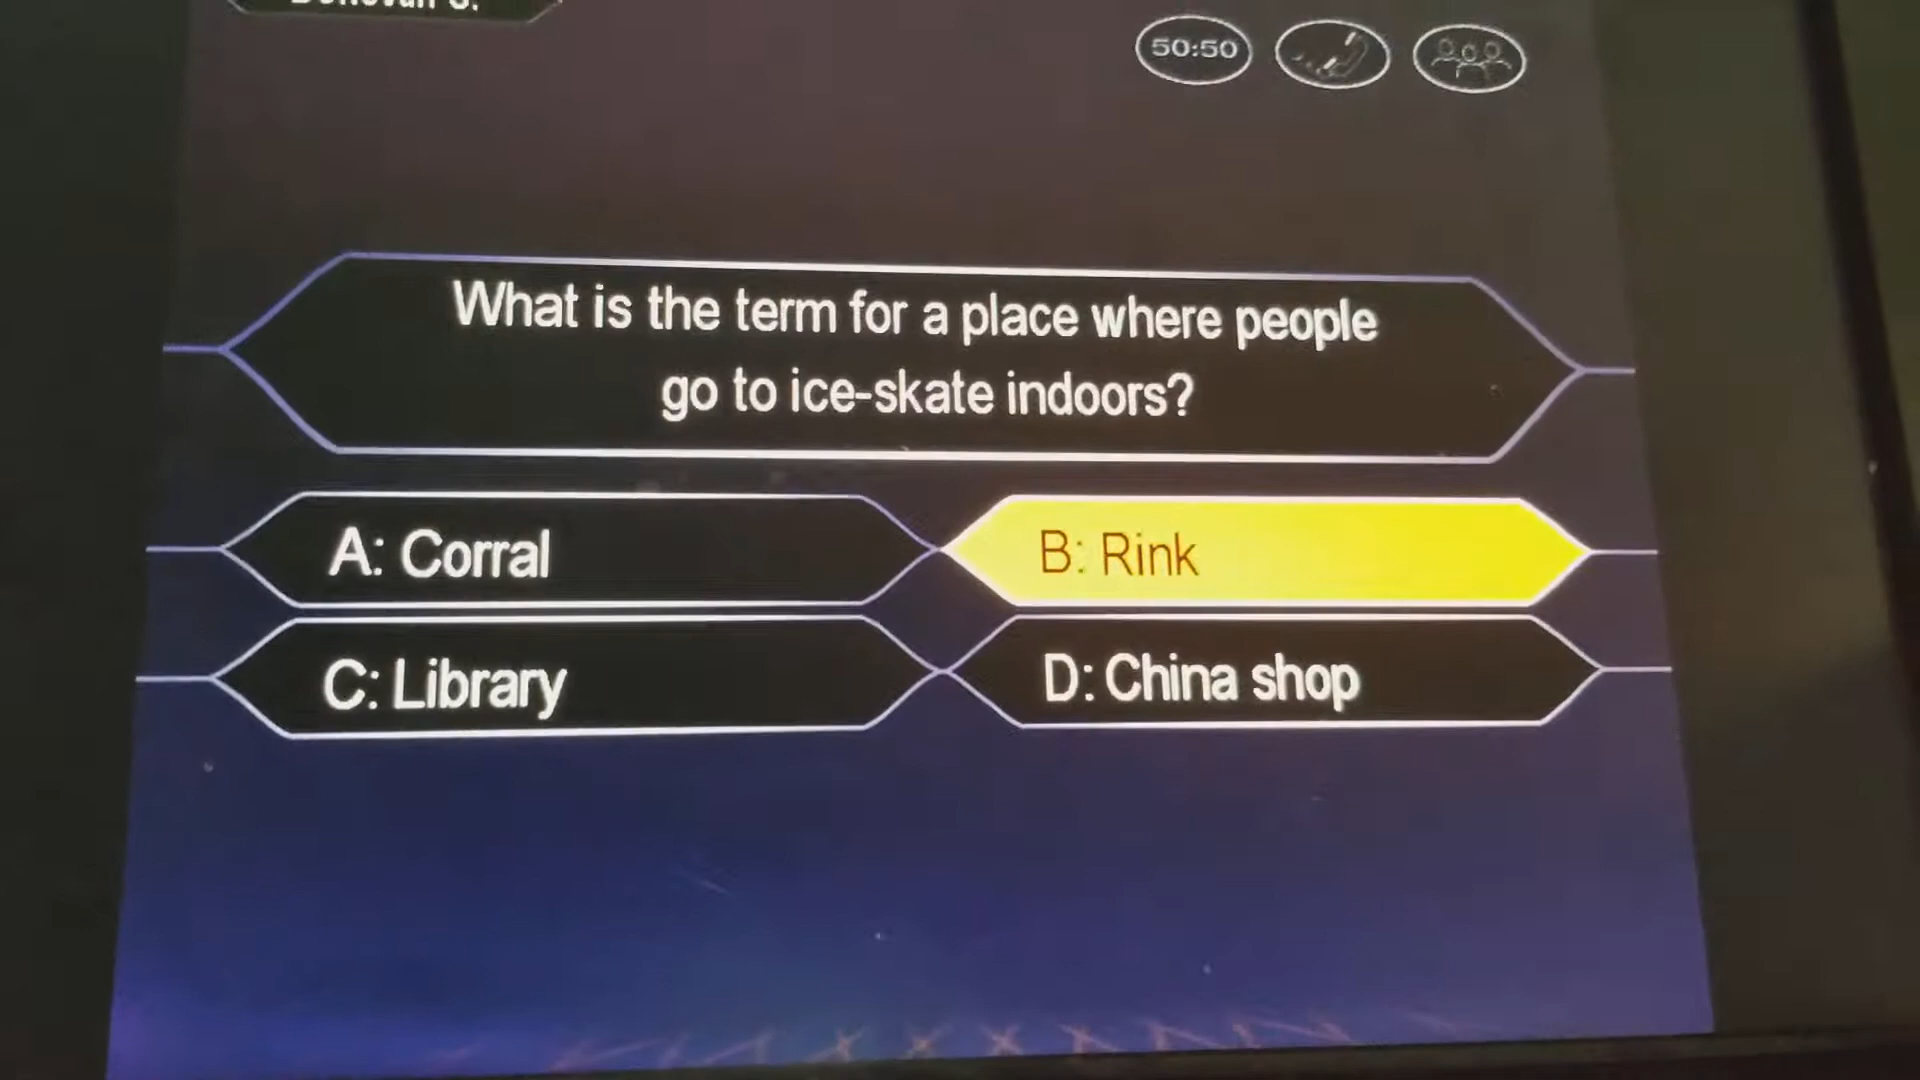 Donovan S.
50:50
What is the term for a place where people
go to ice-skate indoors?
A: Corral
B: Rink
C: Library
D: China shop